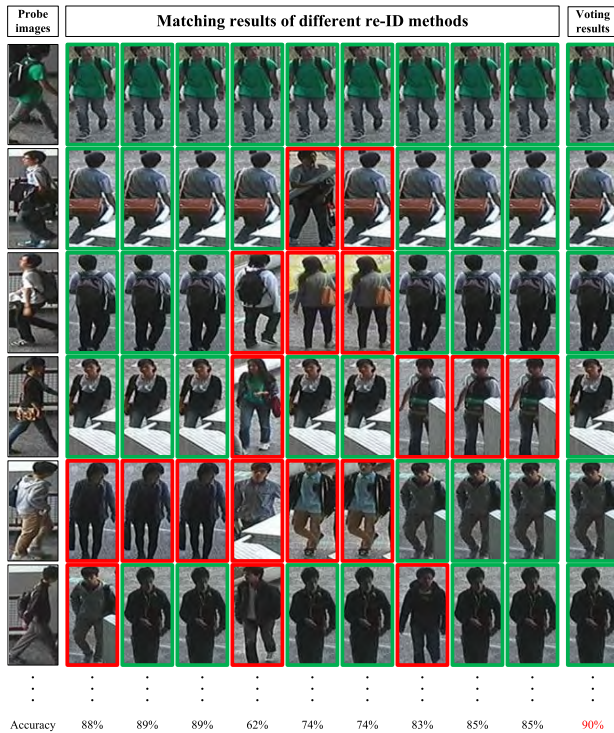 Probe
images
Matching results of different re-ID methods
Voting
results
Accuracy 88% 89% 89% 62% 74% 74% 83% 85% 85% 90%